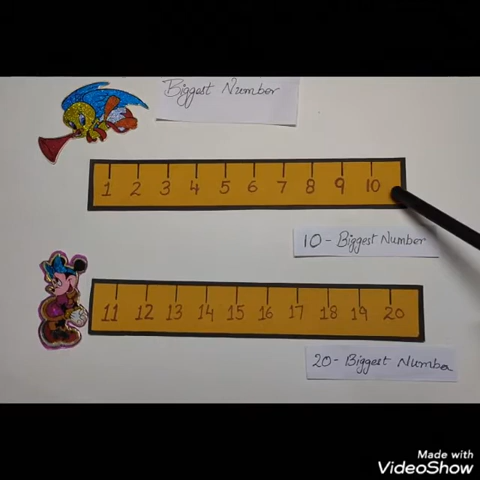 Biggest Number
1 2 3 4 5 6 7 8 9 10
10 - Biggest Number
11 12 13 14 15 16 17 18 19 20
20 - Biggest Number
Made with
VideoShow